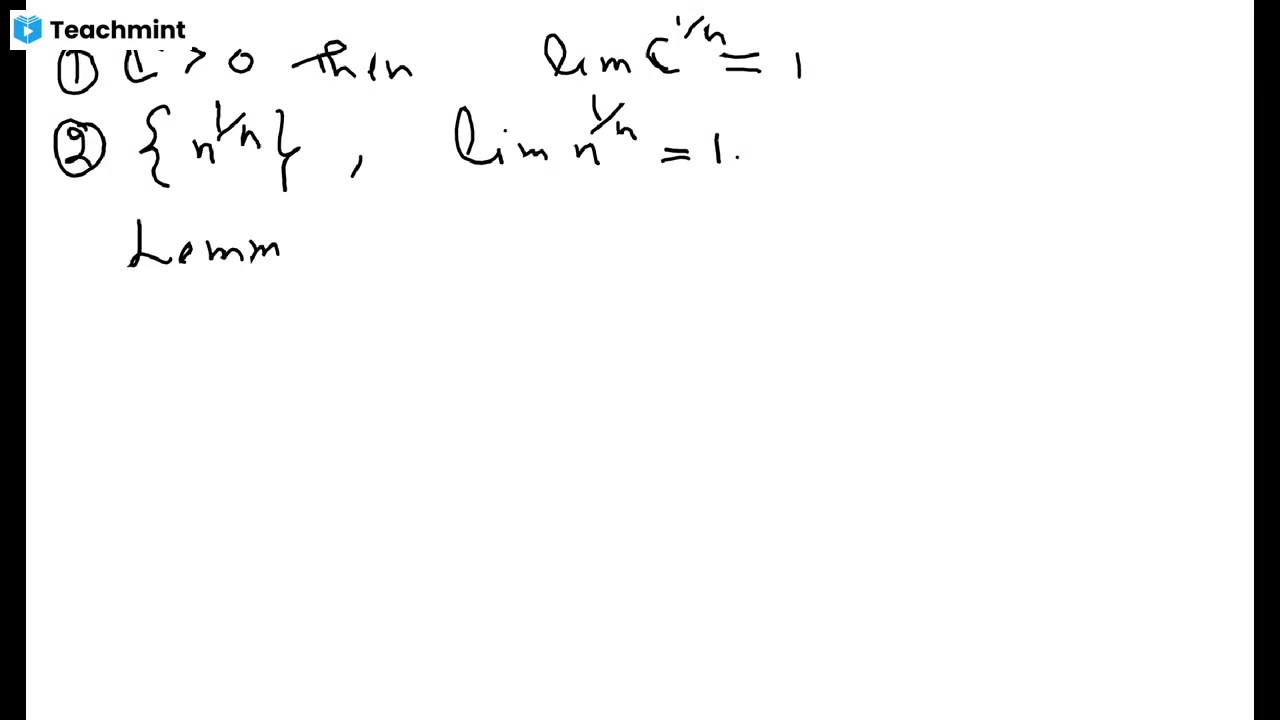 Teachmint
① C > 0 then lim C^{1/n} = 1
② {n^{1/n}}, lim n^{1/n} = 1.
Lemm